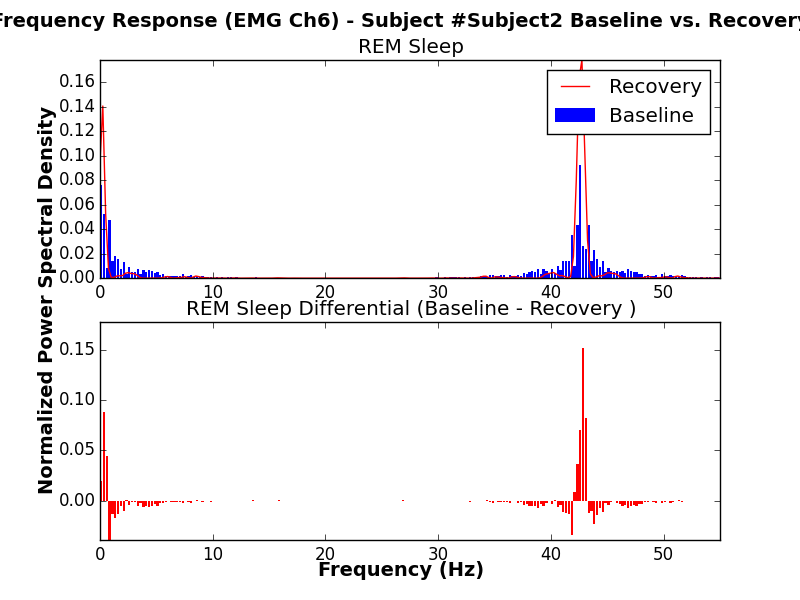 Frequency Response (EMG Ch6) - Subject #Subject2 Baseline vs. Recovery
REM Sleep
0.16
0.14
0.12
0.10
0.08
0.06
0.04
0.02
0.00
Recovery
Baseline
0 10 20 30 40 50
Normalized Power Spectral Density
REM Sleep Differential (Baseline - Recovery )
0.15
0.10
0.05
0.00
0 10 20 30 40 50
Frequency (Hz)